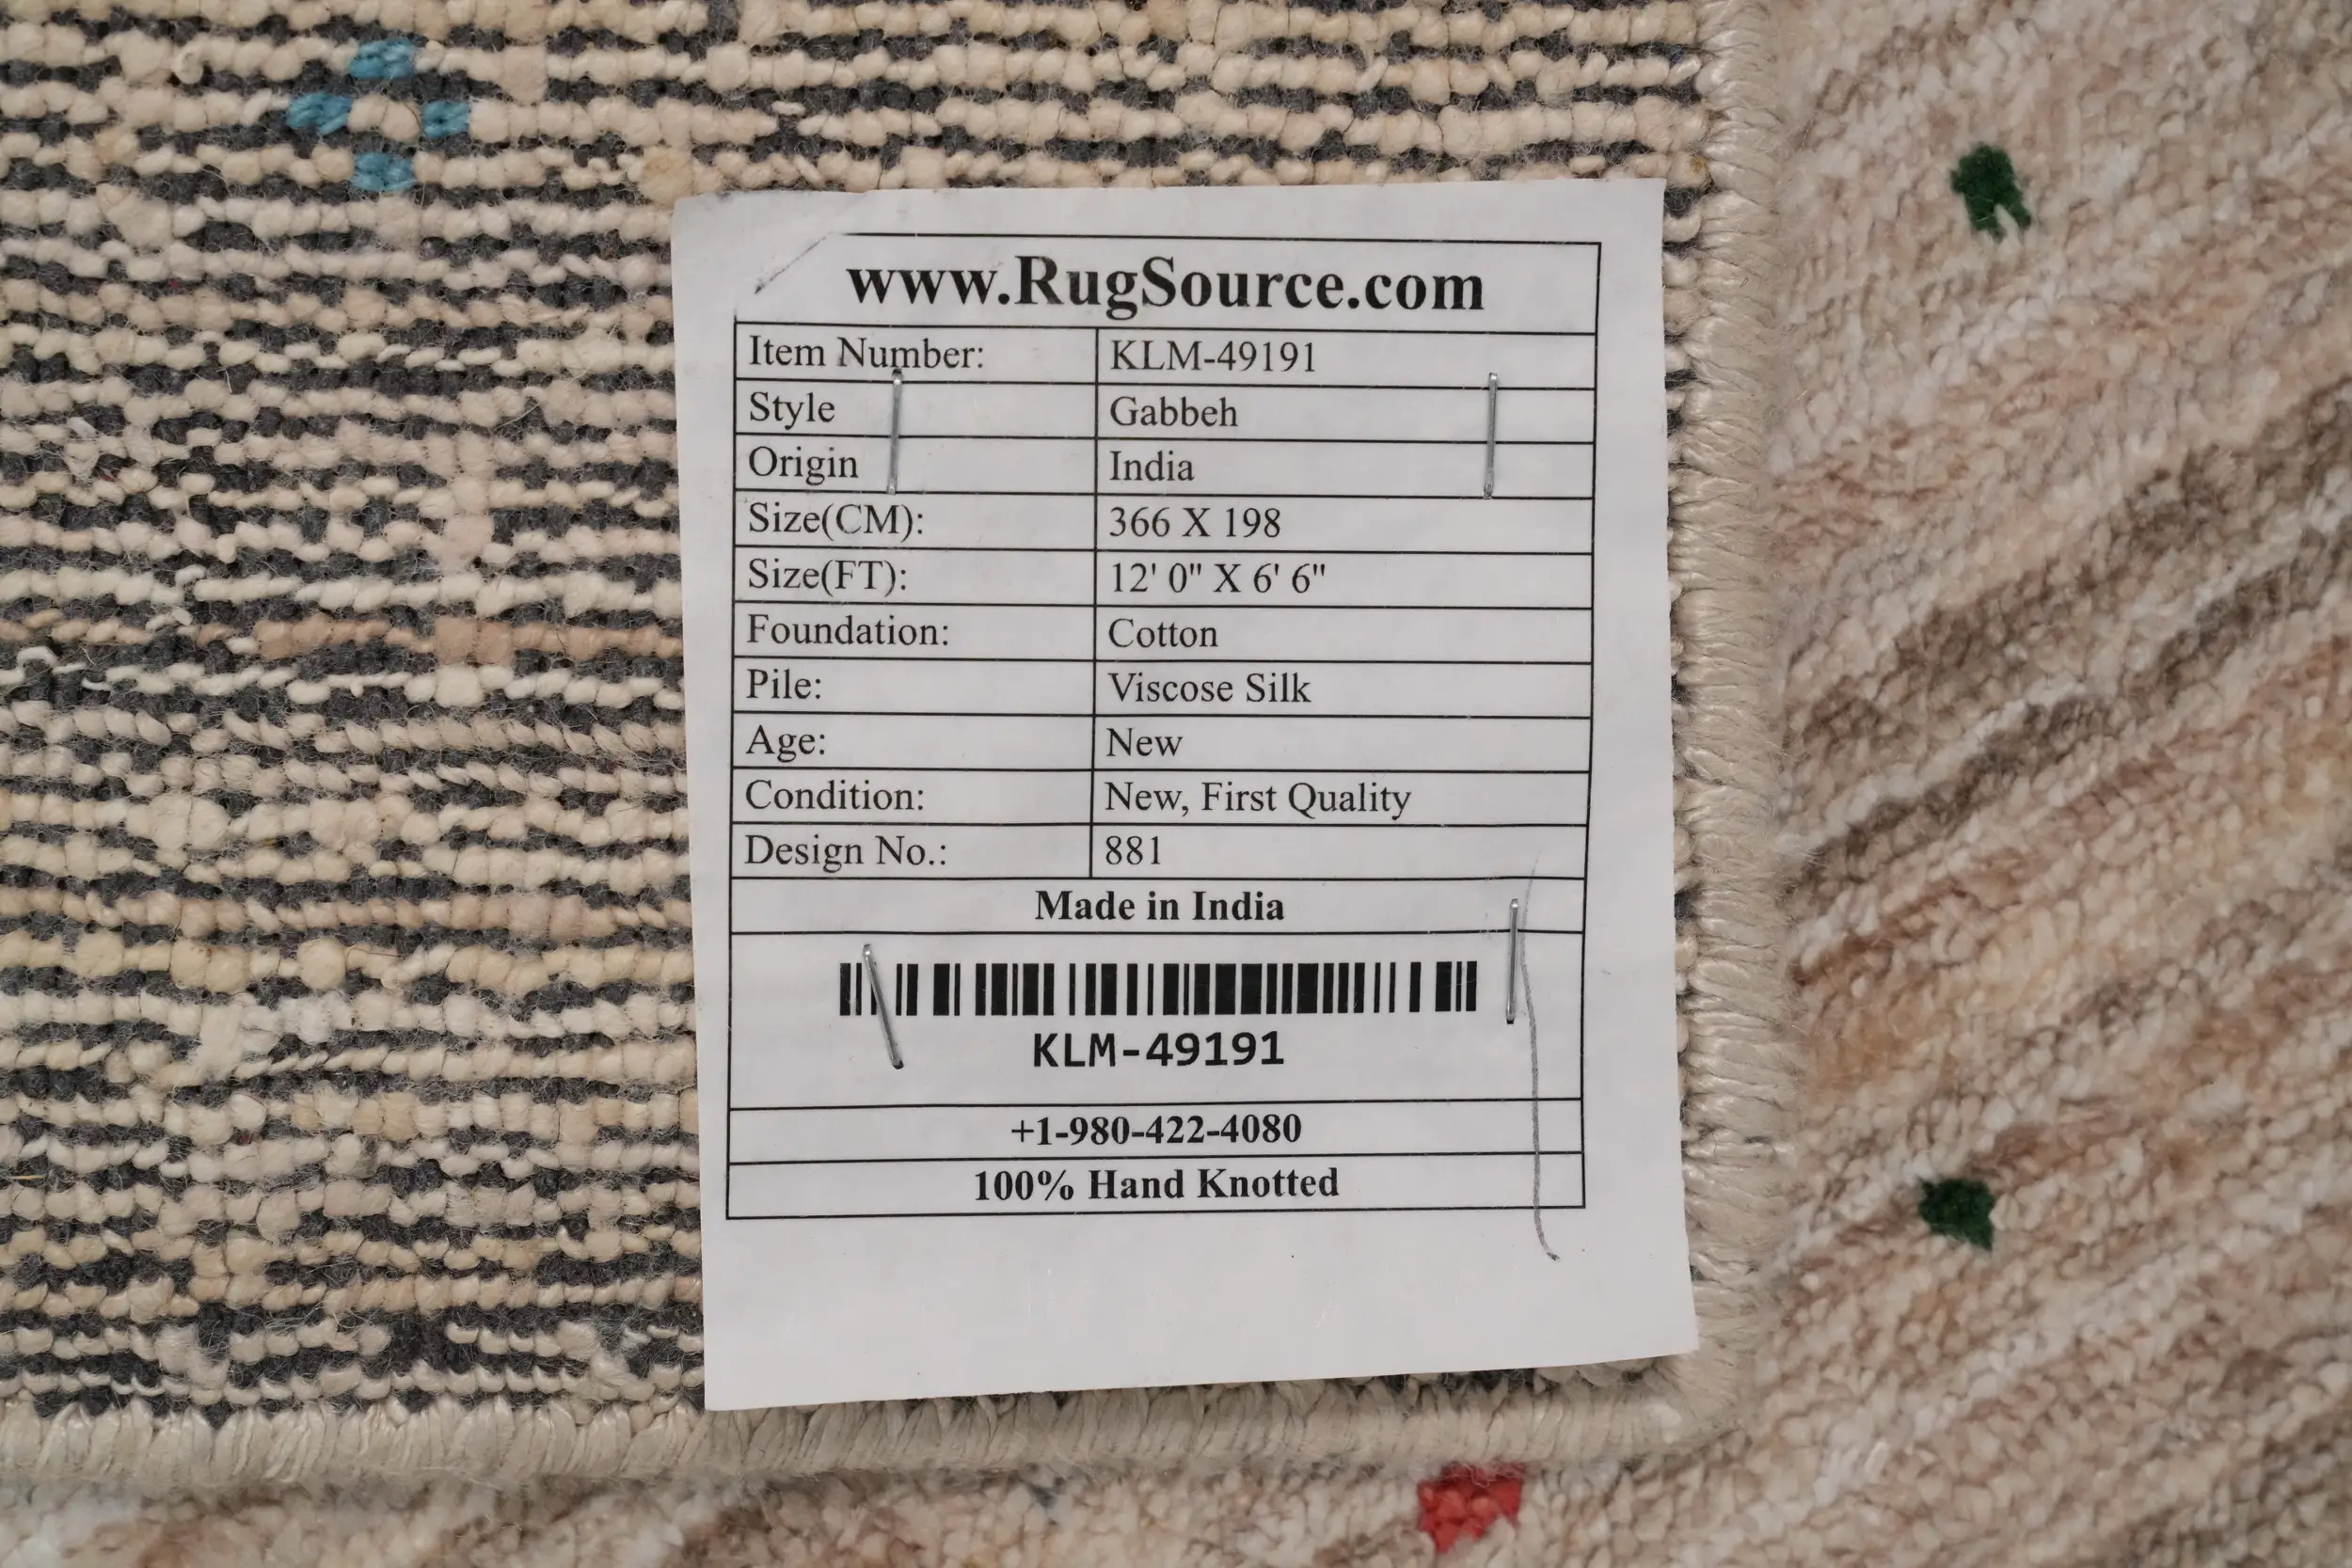 www.RugSource.com
Item Number: KLM-49191
Style Gabbeh
Origin India
Size(CM): 366 X 198
Size(FT): 12' 0" X 6' 6"
Foundation: Cotton
Pile: Viscose Silk
Age: New
Condition: New, First Quality
Design No.: 881
Made in India
KLM-49191
+1-980-422-4080
100% Hand Knotted